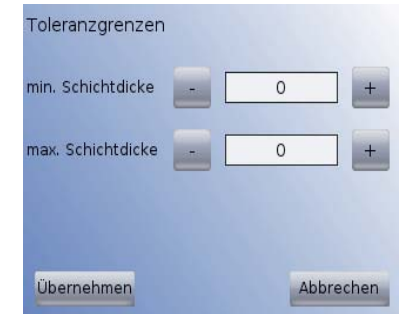 Toleranzgrenzen
min. Schichtdicke - 0 +
max. Schichtdicke - 0 +
Übernehmen Abbrechen